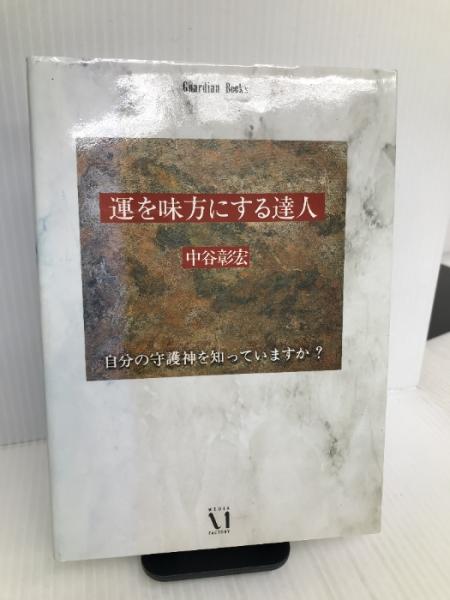 Guardian Books
運を味方にする達人
中谷彰宏
自分の守護神を知っていますか?
MEDIA
FACTORY